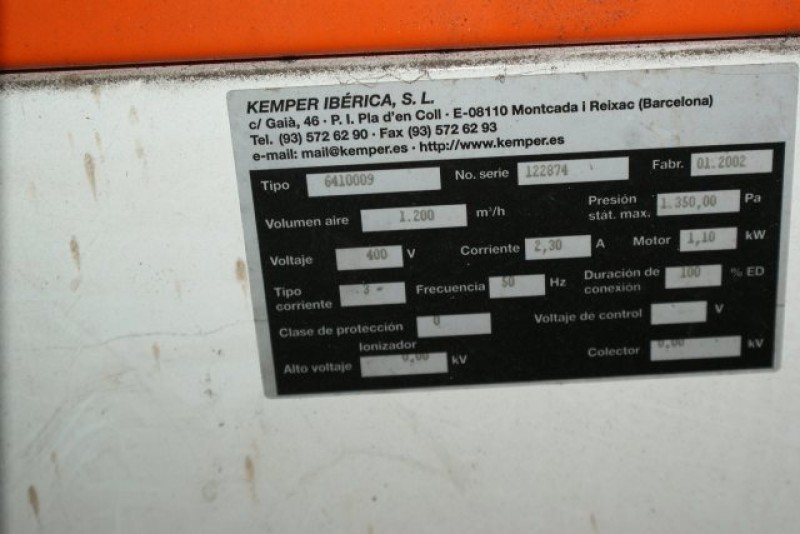 KEMPER IBÉRICA, S. L.
c/ Gaià, 46 · P. I. Pla d'en Coll · E-08110 Montcada i Reixac (Barcelona)
Tel. (93) 572 62 90 · Fax (93) 572 62 93
e-mail: mail@kemper.es · http://www.kemper.es
Tipo 6410009 No. serie 122874 Fabr. 01.2002
Volumen aire 1.200 m³/h Presión stát. max. 1.350,00 Pa
Voltaje 400 V Corriente 2,30 A Motor 1,10 kW
Tipo corriente 3 ~ Frecuencia 50 Hz Duración de conexión 100 % ED
Clase de protección 0 Voltaje de control V
Ionizador
Alto voltaje 0,00 kV Colector 0,00 kV